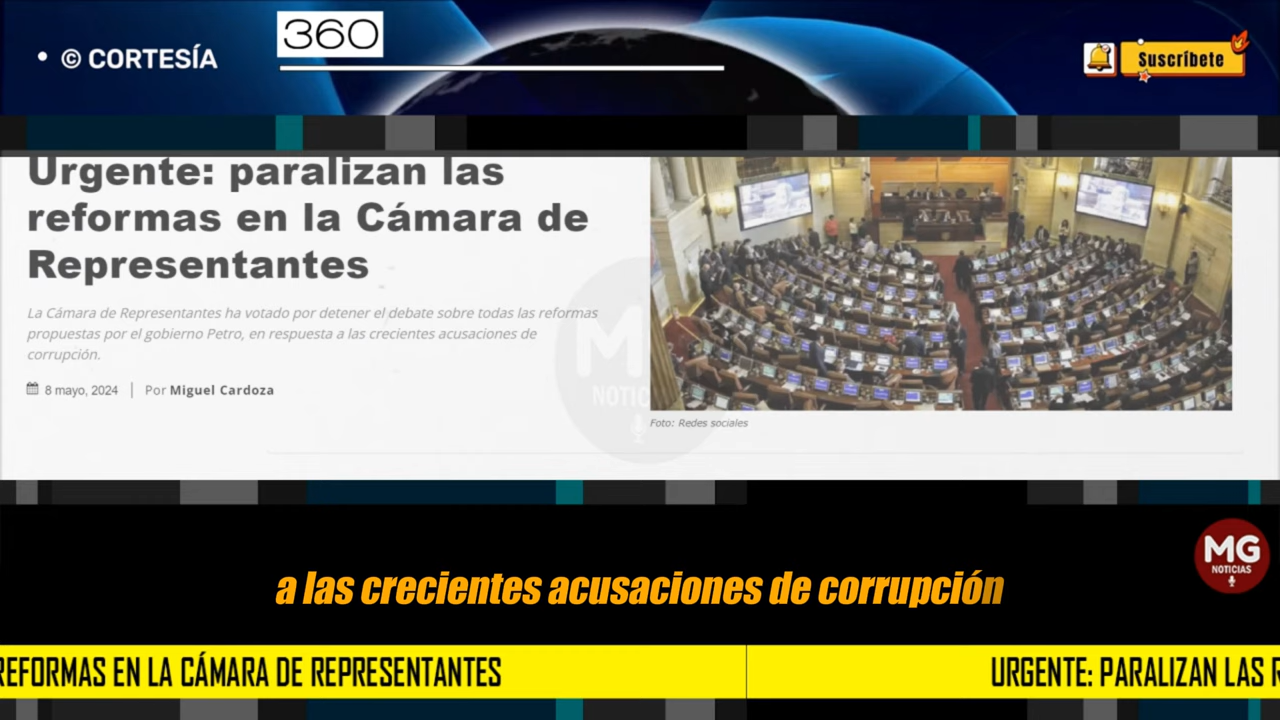 • © CORTESÍA
360
Suscríbete
Urgente: paralizan las
reformas en la Cámara de
Representantes
La Cámara de Representantes ha votado por detener el debate sobre todas las reformas
propuestas por el gobierno Petro, en respuesta a las crecientes acusaciones de
corrupción.
8 mayo, 2024 | Por Miguel Cardoza
M
NOTIC
Foto: Redes sociales
MG
NOTICIAS
a las crecientes acusaciones de corrupción
REFORMAS EN LA CÁMARA DE REPRESENTANTES
URGENTE: PARALIZAN LAS R